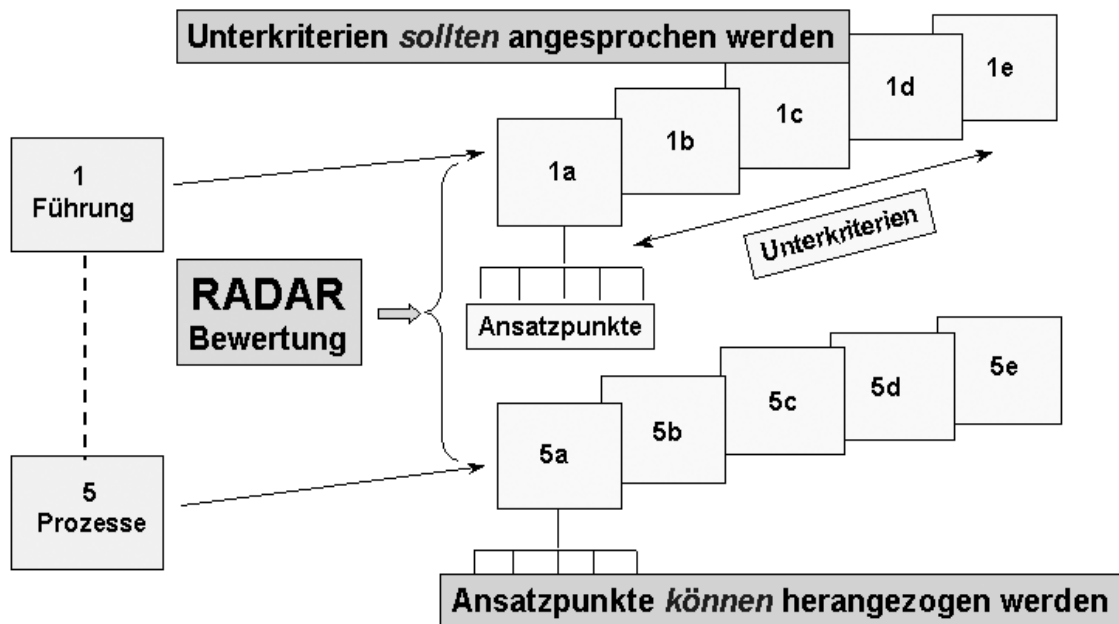 Unterkriterien sollten angesprochen werden
1e
1d
1c
1b
1a
1
Führung
Unterkriterien
RADAR
Bewertung
Ansatzpunkte
5e
5d
5c
5b
5a
5
Prozesse
Ansatzpunkte können herangezogen werden